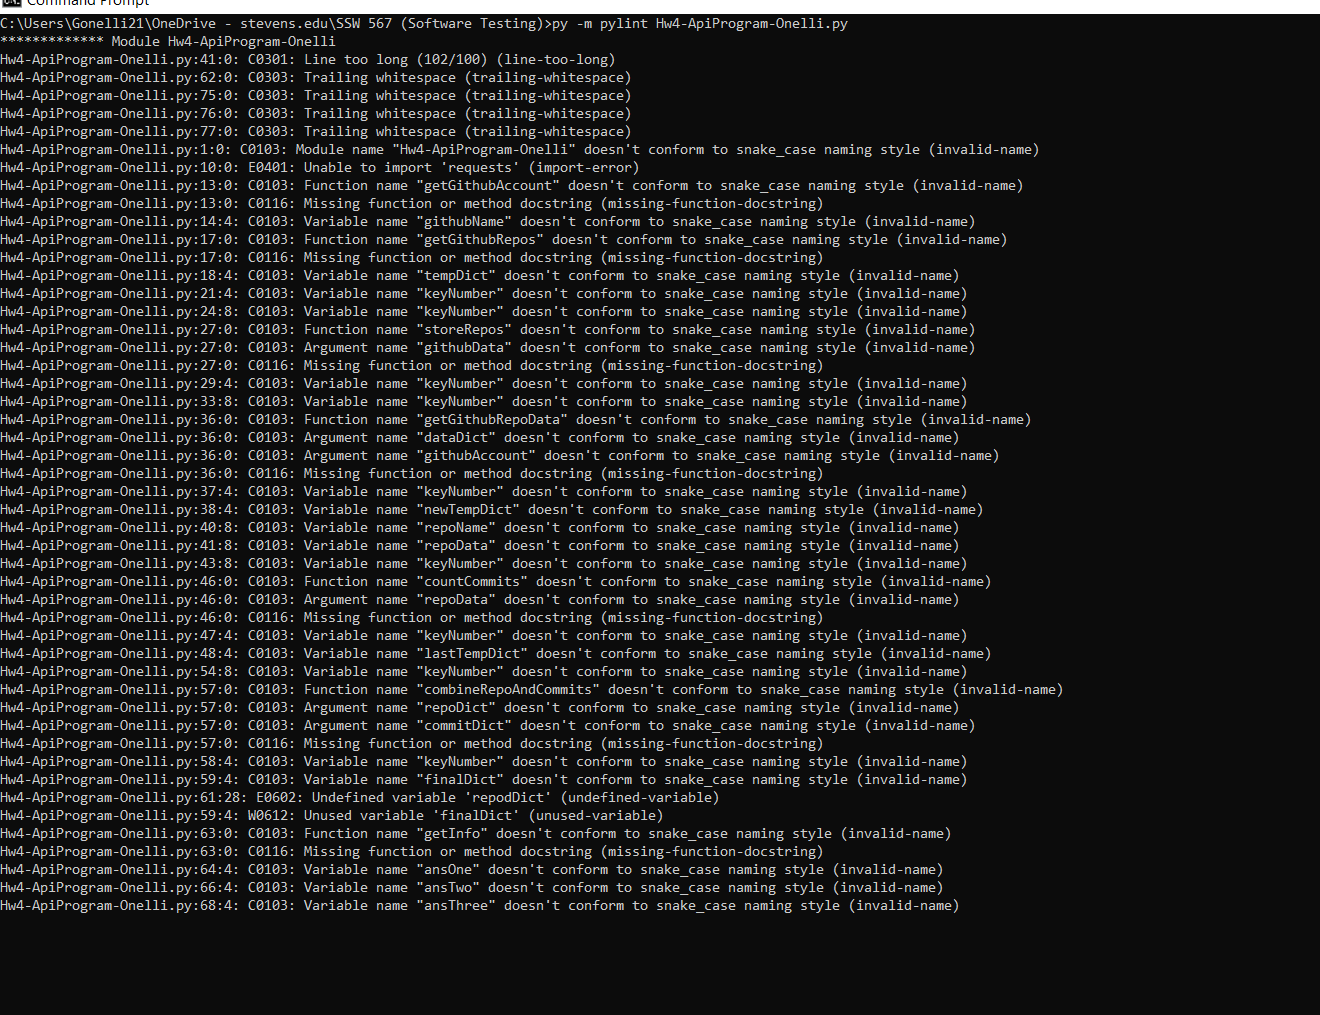 Command Prompt
C:\Users\Gonelli21\OneDrive - stevens.edu\SSW 567 (Software Testing)>py -m pylint Hw4-ApiProgram-Onelli.py
************* Module Hw4-ApiProgram-Onelli
Hw4-ApiProgram-Onelli.py:41:0: C0301: Line too long (102/100) (line-too-long)
Hw4-ApiProgram-Onelli.py:62:0: C0303: Trailing whitespace (trailing-whitespace)
Hw4-ApiProgram-Onelli.py:75:0: C0303: Trailing whitespace (trailing-whitespace)
Hw4-ApiProgram-Onelli.py:76:0: C0303: Trailing whitespace (trailing-whitespace)
Hw4-ApiProgram-Onelli.py:77:0: C0303: Trailing whitespace (trailing-whitespace)
Hw4-ApiProgram-Onelli.py:1:0: C0103: Module name "Hw4-ApiProgram-Onelli" doesn't conform to snake_case naming style (invalid-name)
Hw4-ApiProgram-Onelli.py:10:0: E0401: Unable to import 'requests' (import-error)
Hw4-ApiProgram-Onelli.py:13:0: C0103: Function name "getGithubAccount" doesn't conform to snake_case naming style (invalid-name)
Hw4-ApiProgram-Onelli.py:13:0: C0116: Missing function or method docstring (missing-function-docstring)
Hw4-ApiProgram-Onelli.py:14:4: C0103: Variable name "githubName" doesn't conform to snake_case naming style (invalid-name)
Hw4-ApiProgram-Onelli.py:17:0: C0103: Function name "getGithubRepos" doesn't conform to snake_case naming style (invalid-name)
Hw4-ApiProgram-Onelli.py:17:0: C0116: Missing function or method docstring (missing-function-docstring)
Hw4-ApiProgram-Onelli.py:18:4: C0103: Variable name "tempDict" doesn't conform to snake_case naming style (invalid-name)
Hw4-ApiProgram-Onelli.py:21:4: C0103: Variable name "keyNumber" doesn't conform to snake_case naming style (invalid-name)
Hw4-ApiProgram-Onelli.py:24:8: C0103: Variable name "keyNumber" doesn't conform to snake_case naming style (invalid-name)
Hw4-ApiProgram-Onelli.py:27:0: C0103: Function name "storeRepos" doesn't conform to snake_case naming style (invalid-name)
Hw4-ApiProgram-Onelli.py:27:0: C0103: Argument name "githubData" doesn't conform to snake_case naming style (invalid-name)
Hw4-ApiProgram-Onelli.py:27:0: C0116: Missing function or method docstring (missing-function-docstring)
Hw4-ApiProgram-Onelli.py:29:4: C0103: Variable name "keyNumber" doesn't conform to snake_case naming style (invalid-name)
Hw4-ApiProgram-Onelli.py:33:8: C0103: Variable name "keyNumber" doesn't conform to snake_case naming style (invalid-name)
Hw4-ApiProgram-Onelli.py:36:0: C0103: Function name "getGithubRepoData" doesn't conform to snake_case naming style (invalid-name)
Hw4-ApiProgram-Onelli.py:36:0: C0103: Argument name "dataDict" doesn't conform to snake_case naming style (invalid-name)
Hw4-ApiProgram-Onelli.py:36:0: C0103: Argument name "githubAccount" doesn't conform to snake_case naming style (invalid-name)
Hw4-ApiProgram-Onelli.py:36:0: C0116: Missing function or method docstring (missing-function-docstring)
Hw4-ApiProgram-Onelli.py:37:4: C0103: Variable name "keyNumber" doesn't conform to snake_case naming style (invalid-name)
Hw4-ApiProgram-Onelli.py:38:4: C0103: Variable name "newTempDict" doesn't conform to snake_case naming style (invalid-name)
Hw4-ApiProgram-Onelli.py:40:8: C0103: Variable name "repoName" doesn't conform to snake_case naming style (invalid-name)
Hw4-ApiProgram-Onelli.py:41:8: C0103: Variable name "repoData" doesn't conform to snake_case naming style (invalid-name)
Hw4-ApiProgram-Onelli.py:43:8: C0103: Variable name "keyNumber" doesn't conform to snake_case naming style (invalid-name)
Hw4-ApiProgram-Onelli.py:46:0: C0103: Function name "countCommits" doesn't conform to snake_case naming style (invalid-name)
Hw4-ApiProgram-Onelli.py:46:0: C0103: Argument name "repoData" doesn't conform to snake_case naming style (invalid-name)
Hw4-ApiProgram-Onelli.py:46:0: C0116: Missing function or method docstring (missing-function-docstring)
Hw4-ApiProgram-Onelli.py:47:4: C0103: Variable name "keyNumber" doesn't conform to snake_case naming style (invalid-name)
Hw4-ApiProgram-Onelli.py:48:4: C0103: Variable name "lastTempDict" doesn't conform to snake_case naming style (invalid-name)
Hw4-ApiProgram-Onelli.py:54:8: C0103: Variable name "keyNumber" doesn't conform to snake_case naming style (invalid-name)
Hw4-ApiProgram-Onelli.py:57:0: C0103: Function name "combineRepoAndCommits" doesn't conform to snake_case naming style (invalid-name)
Hw4-ApiProgram-Onelli.py:57:0: C0103: Argument name "repoDict" doesn't conform to snake_case naming style (invalid-name)
Hw4-ApiProgram-Onelli.py:57:0: C0103: Argument name "commitDict" doesn't conform to snake_case naming style (invalid-name)
Hw4-ApiProgram-Onelli.py:57:0: C0116: Missing function or method docstring (missing-function-docstring)
Hw4-ApiProgram-Onelli.py:58:4: C0103: Variable name "keyNumber" doesn't conform to snake_case naming style (invalid-name)
Hw4-ApiProgram-Onelli.py:59:4: C0103: Variable name "finalDict" doesn't conform to snake_case naming style (invalid-name)
Hw4-ApiProgram-Onelli.py:61:28: E0602: Undefined variable 'repodDict' (undefined-variable)
Hw4-ApiProgram-Onelli.py:59:4: W0612: Unused variable 'finalDict' (unused-variable)
Hw4-ApiProgram-Onelli.py:63:0: C0103: Function name "getInfo" doesn't conform to snake_case naming style (invalid-name)
Hw4-ApiProgram-Onelli.py:63:0: C0116: Missing function or method docstring (missing-function-docstring)
Hw4-ApiProgram-Onelli.py:64:4: C0103: Variable name "ansOne" doesn't conform to snake_case naming style (invalid-name)
Hw4-ApiProgram-Onelli.py:66:4: C0103: Variable name "ansTwo" doesn't conform to snake_case naming style (invalid-name)
Hw4-ApiProgram-Onelli.py:68:4: C0103: Variable name "ansThree" doesn't conform to snake_case naming style (invalid-name)